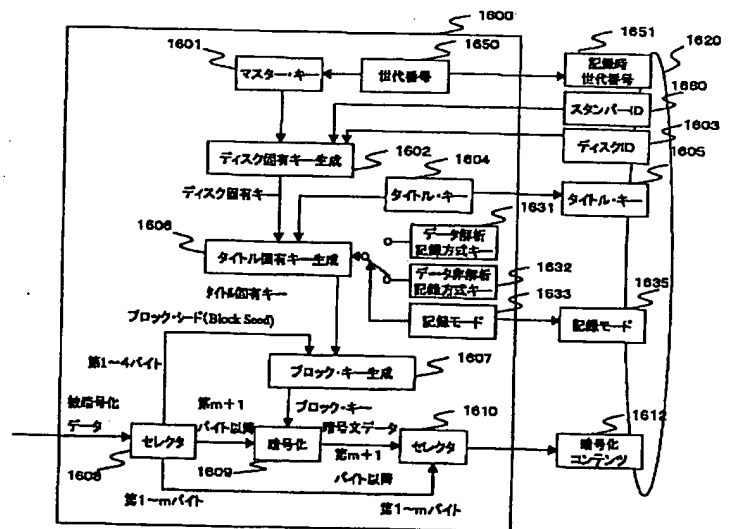 1600
1601
マスター・キー
1650
世代番号
1651
記録時
世代番号
1620
スタンパーID
1680
ディスクID
1603
ディスク固有キー生成
1602
1604
1605
ディスク固有キー
タイトル・キー
タイトル・キー
1606
タイトル固有キー生成
1631
データ解析
記録方式キー
データ非解析
記録方式キー
1632
1633
1635
タイトル固有キー
記録モード
記録モード
ブロック・シード(Block Seed)
第1~4バイト
ブロック・キー生成
1607
被暗号化
データ
セレクタ
1608
第m+1
バイト以降
ブロック・キー
暗号化
1609
暗号文データ
第m+1
バイト以降
1610
セレクタ
1612
暗号化
コンテンツ
第1~mバイト
第1~mバイト